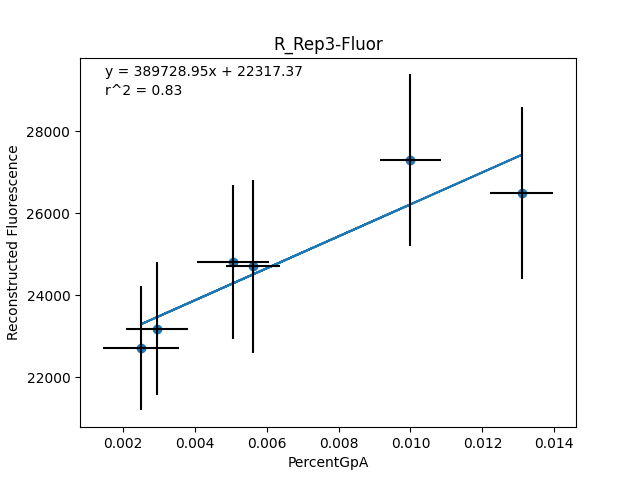 R_Rep3-Fluor
y = 389728.95x + 22317.37
r^2 = 0.83
28000
26000
24000
22000
Reconstructed Fluorescence
0.002 0.004 0.006 0.008 0.010 0.012 0.014
PercentGpA